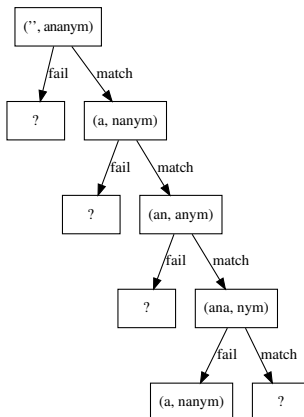 ('', ananym)
fail match
? (a, nanym)
fail match
? (an, anym)
fail match
? (ana, nym)
fail match
(a, nanym) ?